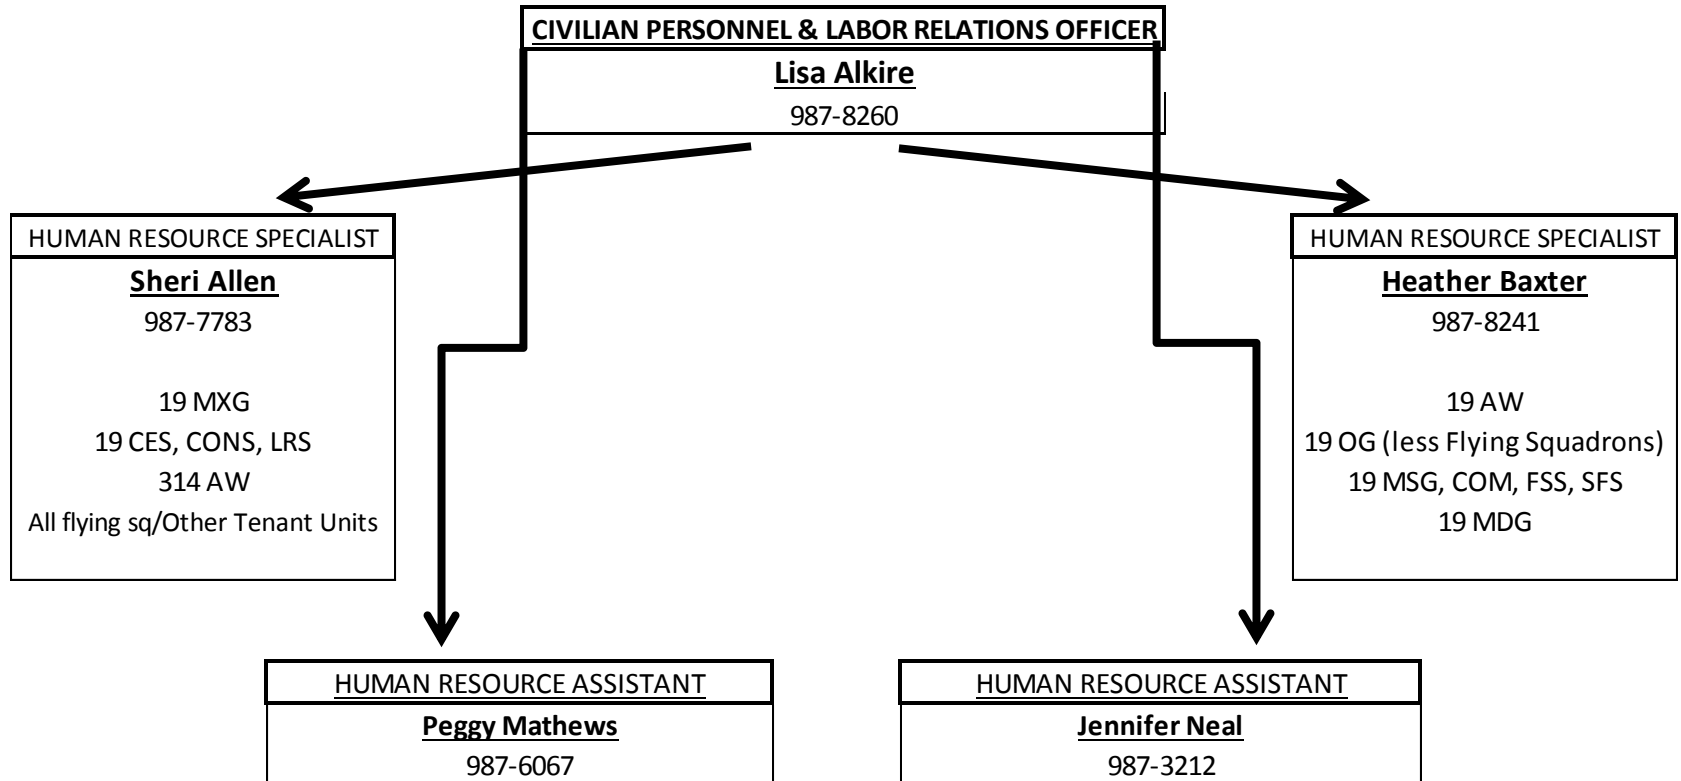 CIVILIAN PERSONNEL & LABOR RELATIONS OFFICER
Lisa Alkire
987-8260
HUMAN RESOURCE SPECIALIST
Sheri Allen
987-7783
19 MXG
19 CES, CONS, LRS
314 AW
All flying sq/Other Tenant Units
HUMAN RESOURCE SPECIALIST
Heather Baxter
987-8241
19 AW
19 OG (less Flying Squadrons)
19 MSG, COM, FSS, SFS
19 MDG
HUMAN RESOURCE ASSISTANT
Peggy Mathews
987-6067
HUMAN RESOURCE ASSISTANT
Jennifer Neal
987-3212